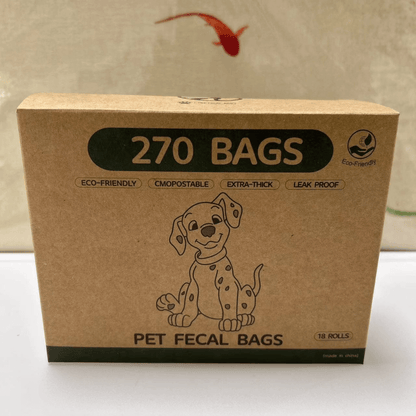 270 BAGS
Eco-Friendly
ECO-FRIENDLY CMOPOSTABLE EXTRA-THICK LEAK PROOF
PET FECAL BAGS
18 ROLLS